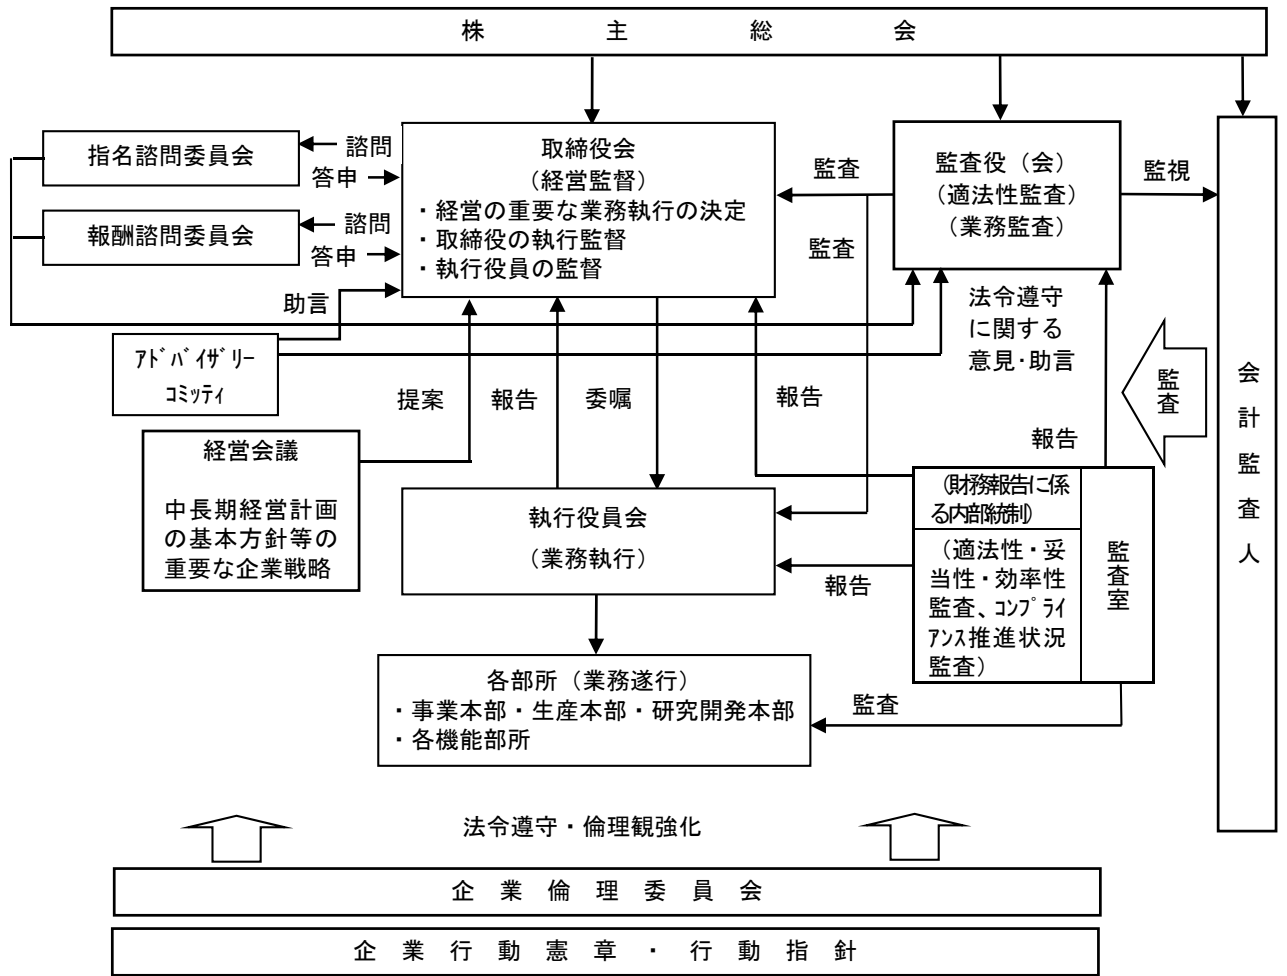 株主総会
指名諮問委員会
諮問
答申
報酬諮問委員会
諮問
答申
取締役会
(経営監督)
・経営の重要な業務執行の決定
・取締役の執行監督
・執行役員の監督
監査
監査
監査役（会）
(適法性監査)
(業務監査)
監視
助言
法令遵守
に関する
意見・助言
ｱﾄﾞﾊﾞｲｻﾞﾘｰ
ｺﾐｯﾃｨ
提案
報告
委嘱
報告
報告
監査
会計監査人
経営会議
中長期経営計画
の基本方針等の
重要な企業戦略
執行役員会
(業務執行)
報告
(財務報告に係
る内部統制)
（適法性・妥
当性・効率性
監査、ｺﾝﾌﾟﾗｲ
ｱﾝｽ推進状況
監査）
監査室
各部所（業務遂行）
・事業本部・生産本部・研究開発本部
・各機能部所
監査
法令遵守・倫理観強化
企業倫理委員会
企業行動憲章・行動指針